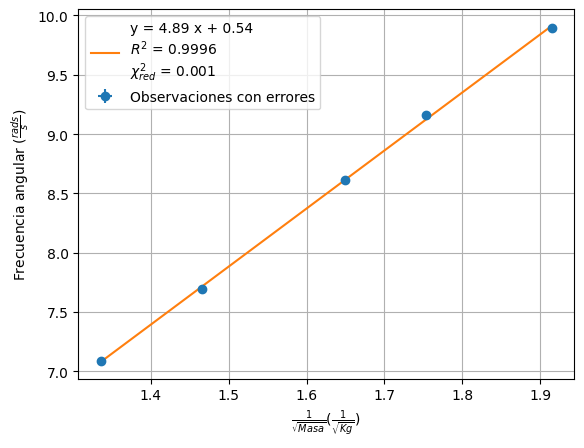 y = 4.89 x + 0.54
R² = 0.9996
χ²red = 0.001
Observaciones con errores
10.0
9.5
9.0
8.5
8.0
7.5
7.0
Frecuencia angular (rads/s)
1.4 1.5 1.6 1.7 1.8 1.9
1/√Masa (1/√Kg)